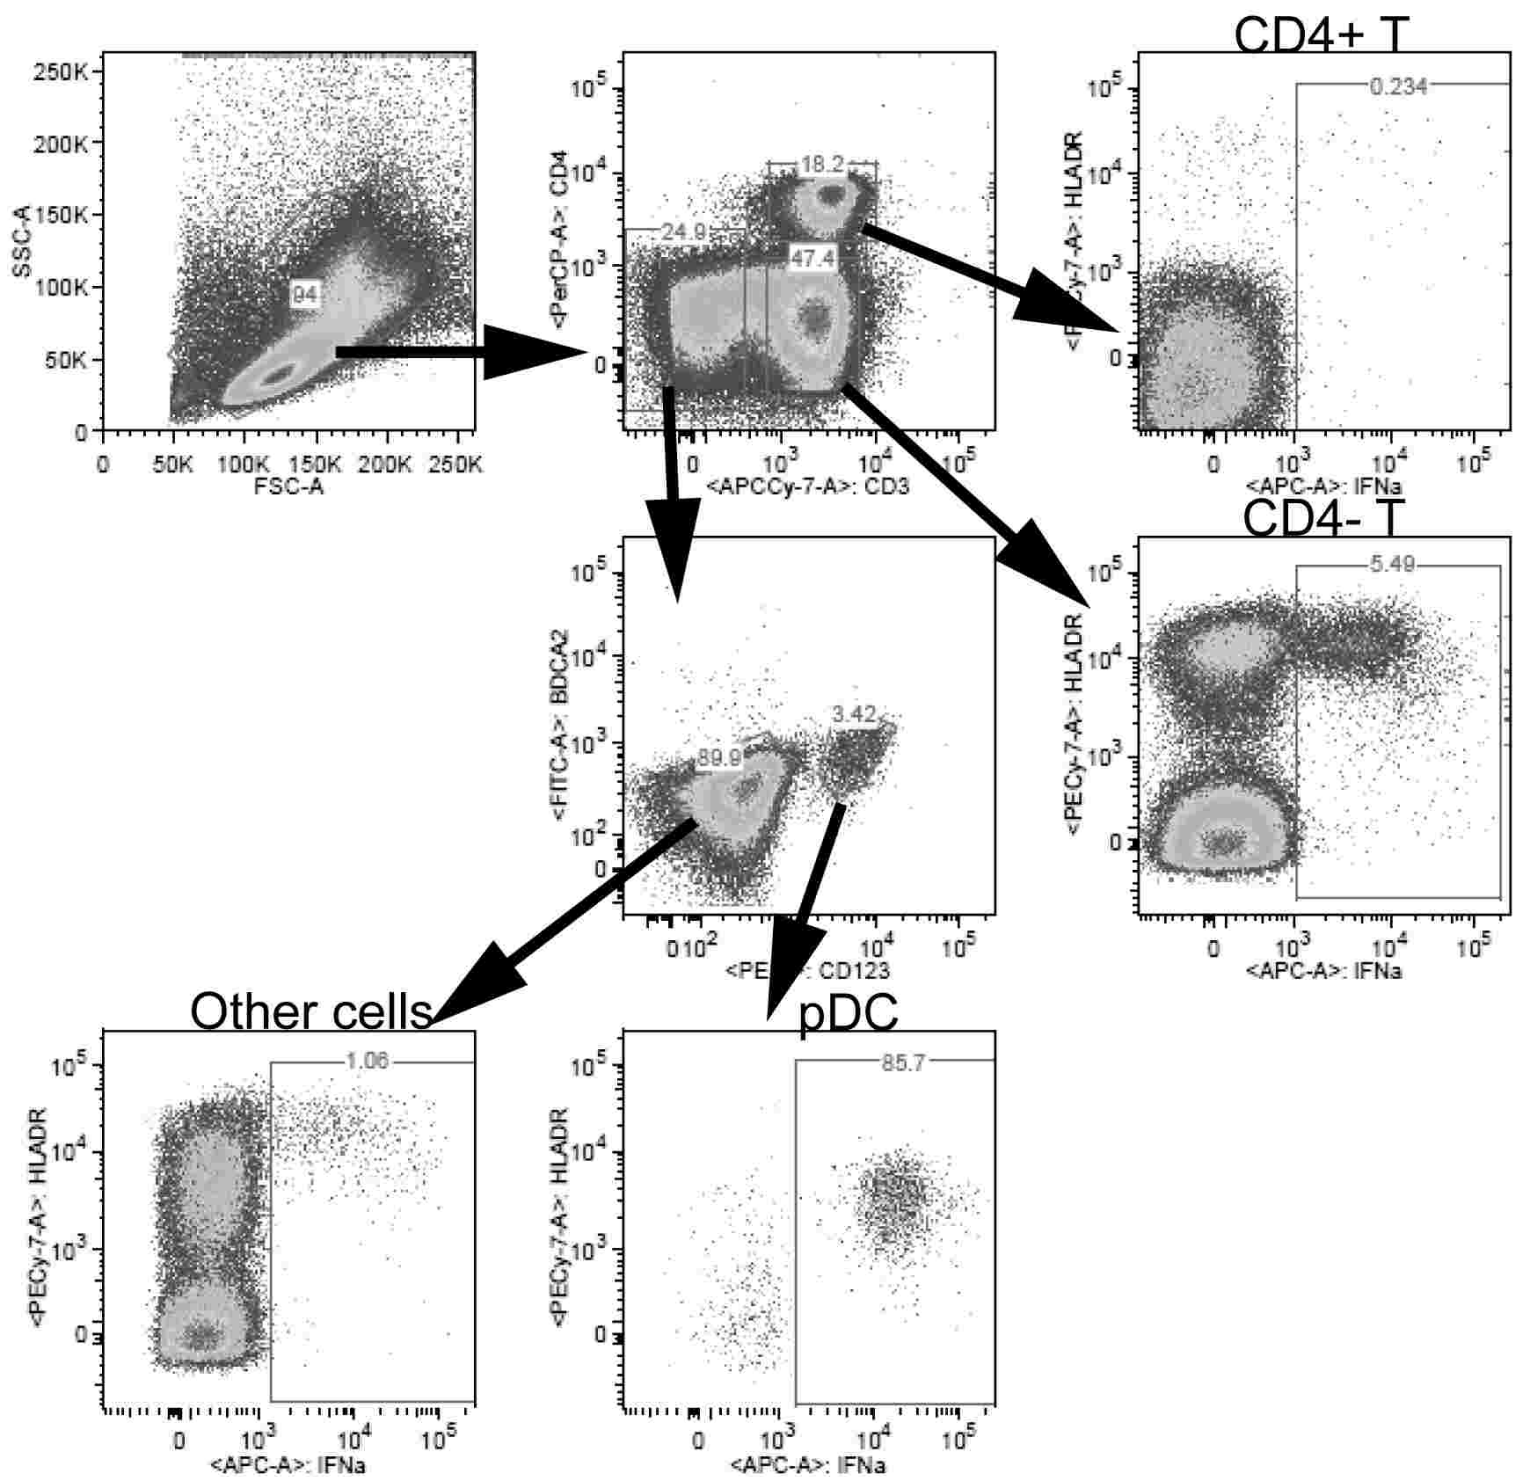 CD4+ T
250K
200K
150K
100K
50K
0
SSC-A
94
0 50K 100K 150K 200K 250K
FSC-A
10^5
10^4
10^3
0
<PerCP-A>: CD4
18.2
24.9
47.4
0 10^3 10^4 10^5
<APCCy-7-A>: CD3
10^5
10^4
10^3
0
y-7-A>: HLADR
0.234
0 10^3 10^4 10^5
<APC-A>: IFNa
CD4- T
10^5
10^4
10^3
10^2
0
<FITC-A>: BDCA2
3.42
89.9
0 10^2 10^4 10^5
<PE >: CD123
10^5
10^4
10^3
0
<PECy-7-A>: HLADR
5.49
0 10^3 10^4 10^5
<APC-A>: IFNa
Other cells
10^5
10^4
10^3
0
<PECy-7-A>: HLADR
1.06
0 10^3 10^4 10^5
<APC-A>: IFNa
pDC
10^5
10^4
10^3
0
<PECy-7-A>: HLADR
85.7
0 10^3 10^4 10^5
<APC-A>: IFNa